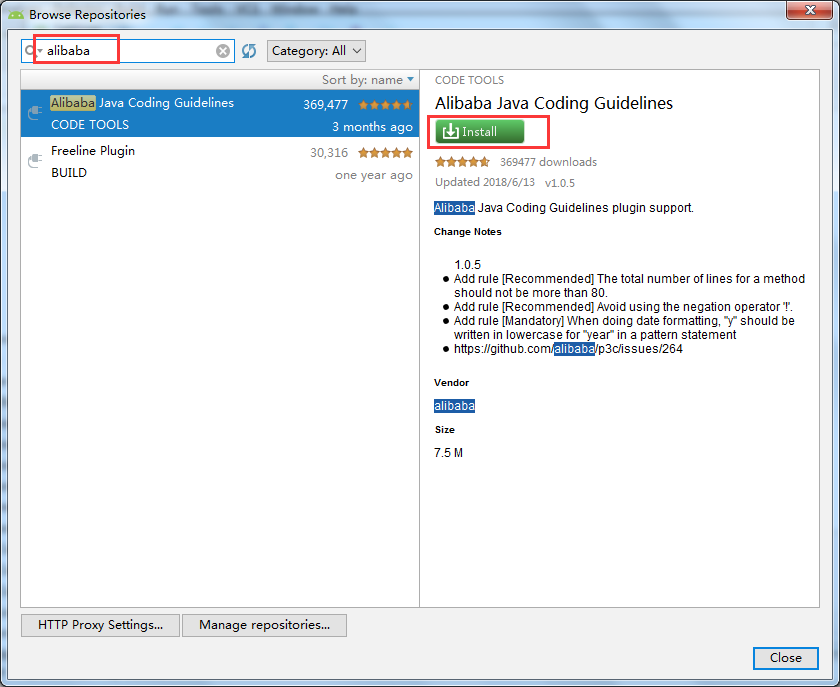 Browse Repositories
alibaba
Category: All
Sort by: name
Alibaba Java Coding Guidelines
369,477
CODE TOOLS
3 months ago
Freeline Plugin
30,316
BUILD
one year ago
CODE TOOLS
Alibaba Java Coding Guidelines
Install
369477 downloads
Updated 2018/6/13 v1.0.5
Alibaba Java Coding Guidelines plugin support.
Change Notes
1.0.5
● Add rule [Recommended] The total number of lines for a method
should not be more than 80.
● Add rule [Recommended] Avoid using the negation operator '!'.
● Add rule [Mandatory] When doing date formatting, "y" should be
written in lowercase for "year" in a pattern statement
● https://github.com/alibaba/p3c/issues/264
Vendor
alibaba
Size
7.5 M
HTTP Proxy Settings...
Manage repositories...
Close